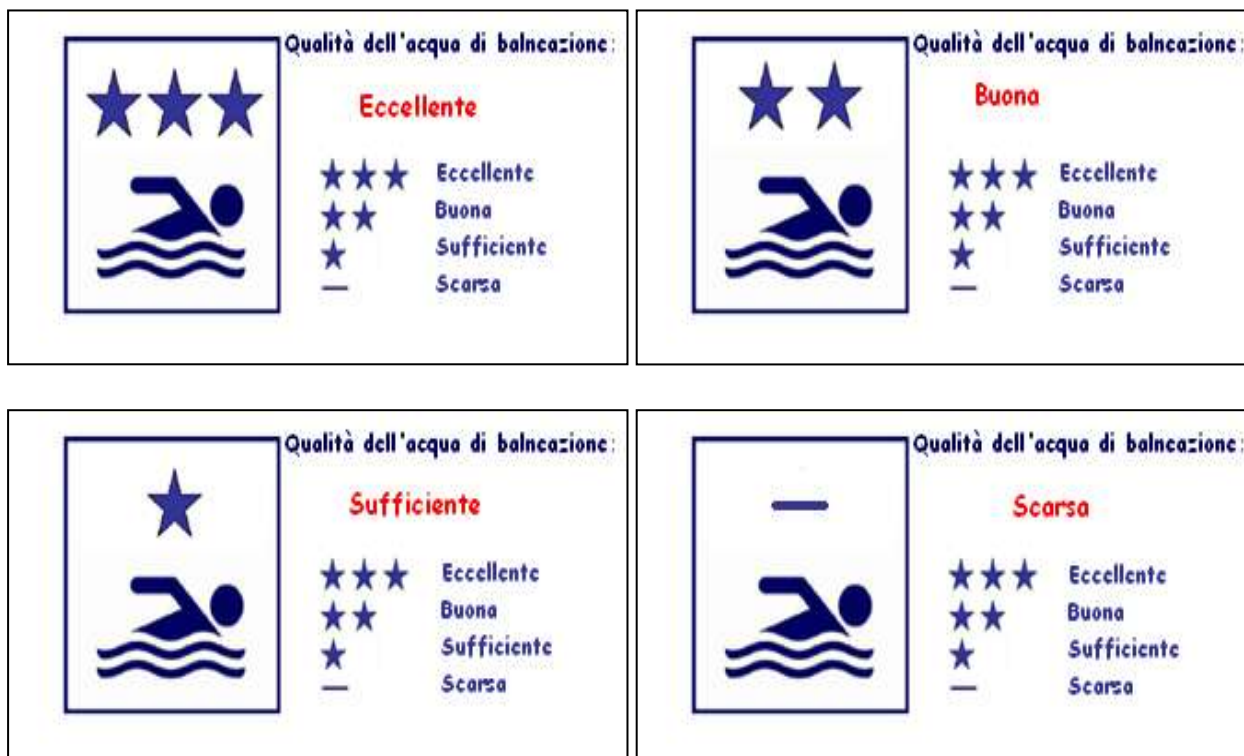 Qualità dell'acqua di balneazione:
Eccellente
Eccellente
Buona
Sufficiente
Scarsa
Qualità dell'acqua di balneazione:
Buona
Eccellente
Buona
Sufficiente
Scarsa
Qualità dell'acqua di balneazione:
Sufficiente
Eccellente
Buona
Sufficiente
Scarsa
Qualità dell'acqua di balneazione:
Scarsa
Eccellente
Buona
Sufficiente
Scarsa